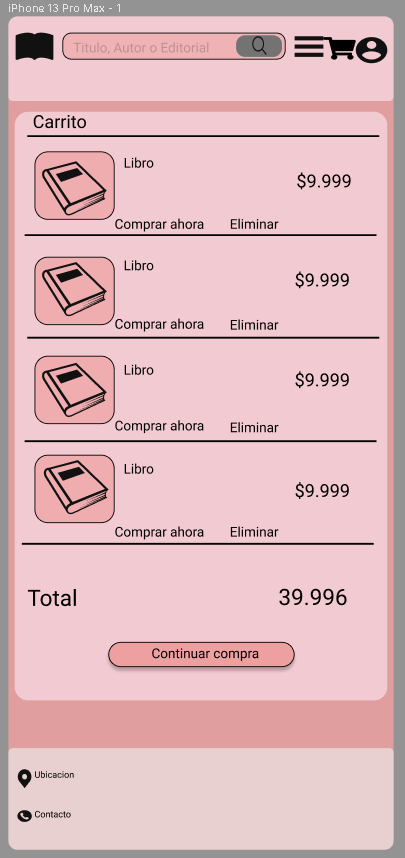 iPhone 13 Pro Max - 1
Titulo, Autor o Editorial
Carrito
Libro
$9.999
Comprar ahora Eliminar
Libro
$9.999
Comprar ahora Eliminar
Libro
$9.999
Comprar ahora Eliminar
Libro
$9.999
Comprar ahora Eliminar
Total 39.996
Continuar compra
Ubicacion
Contacto